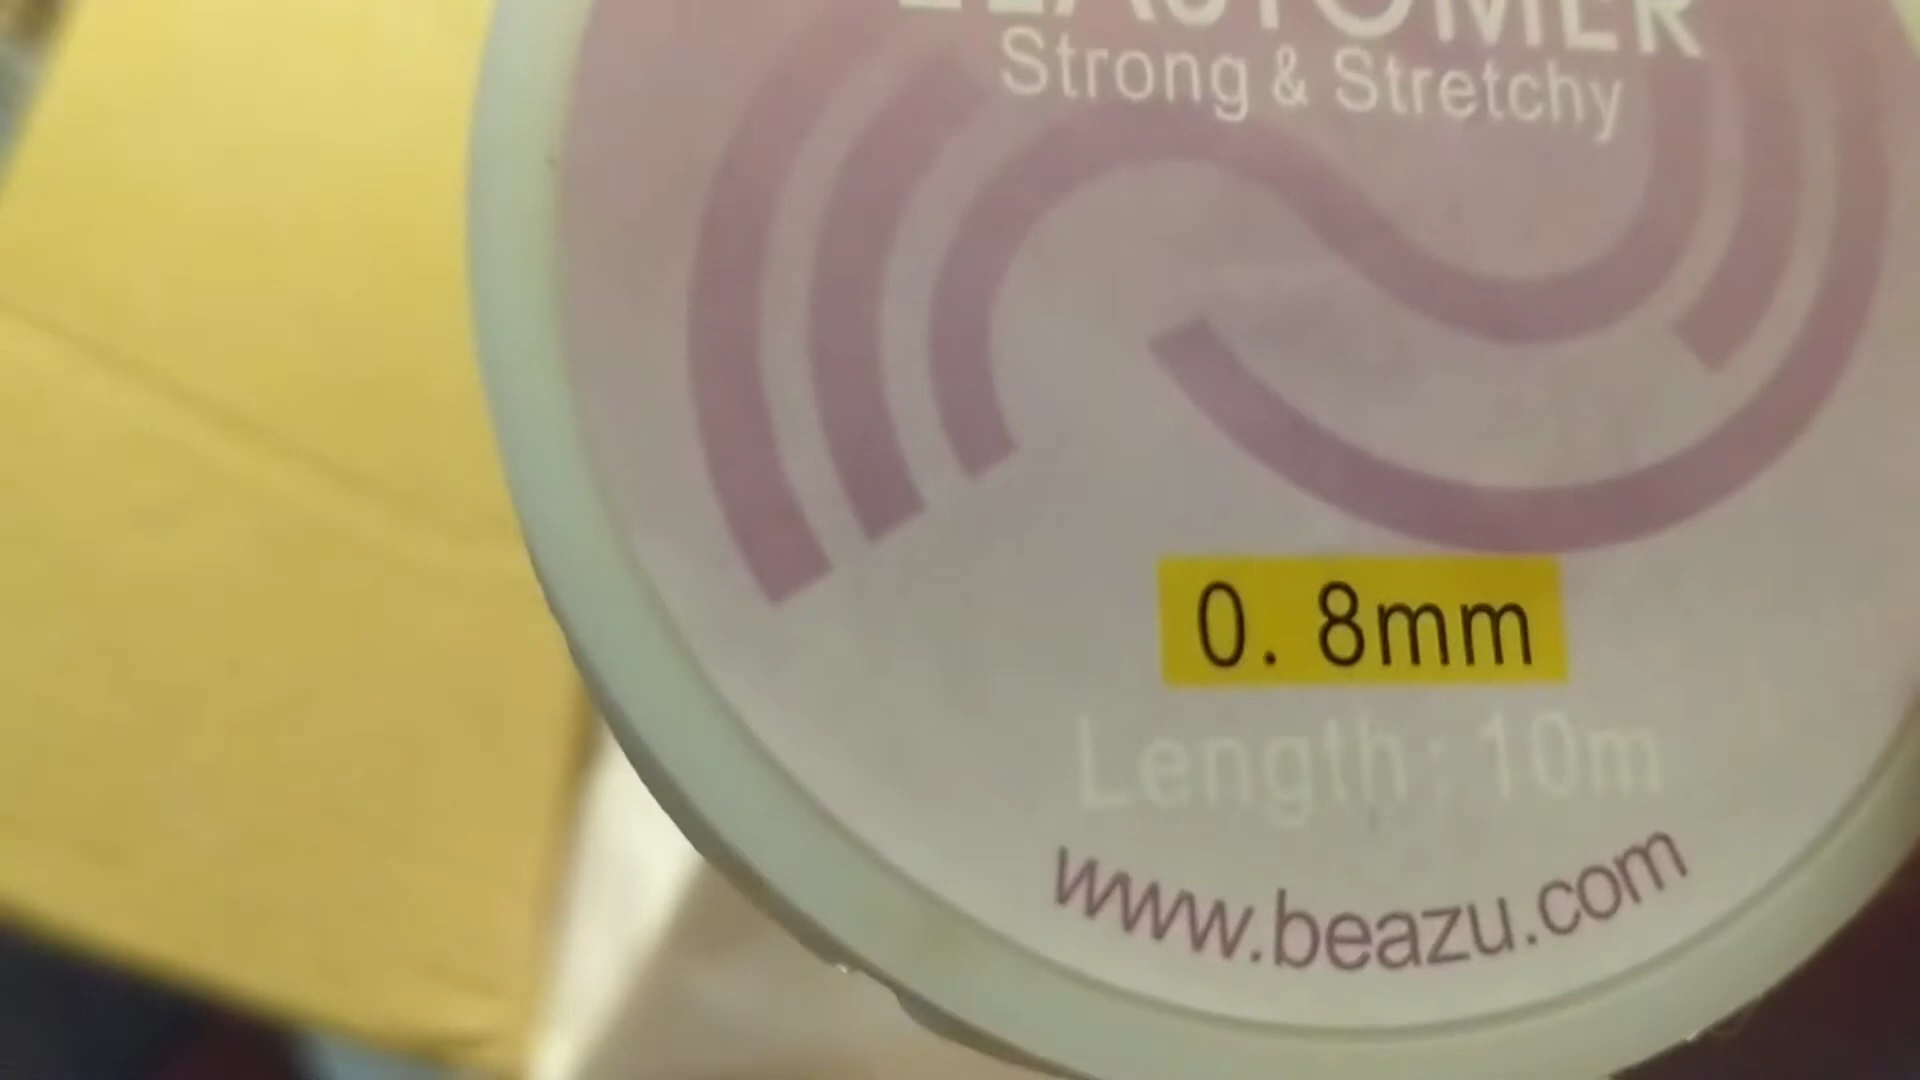 ELASTOMER
Strong & Stretchy
0. 8mm
Length: 10m
www.beazu.com